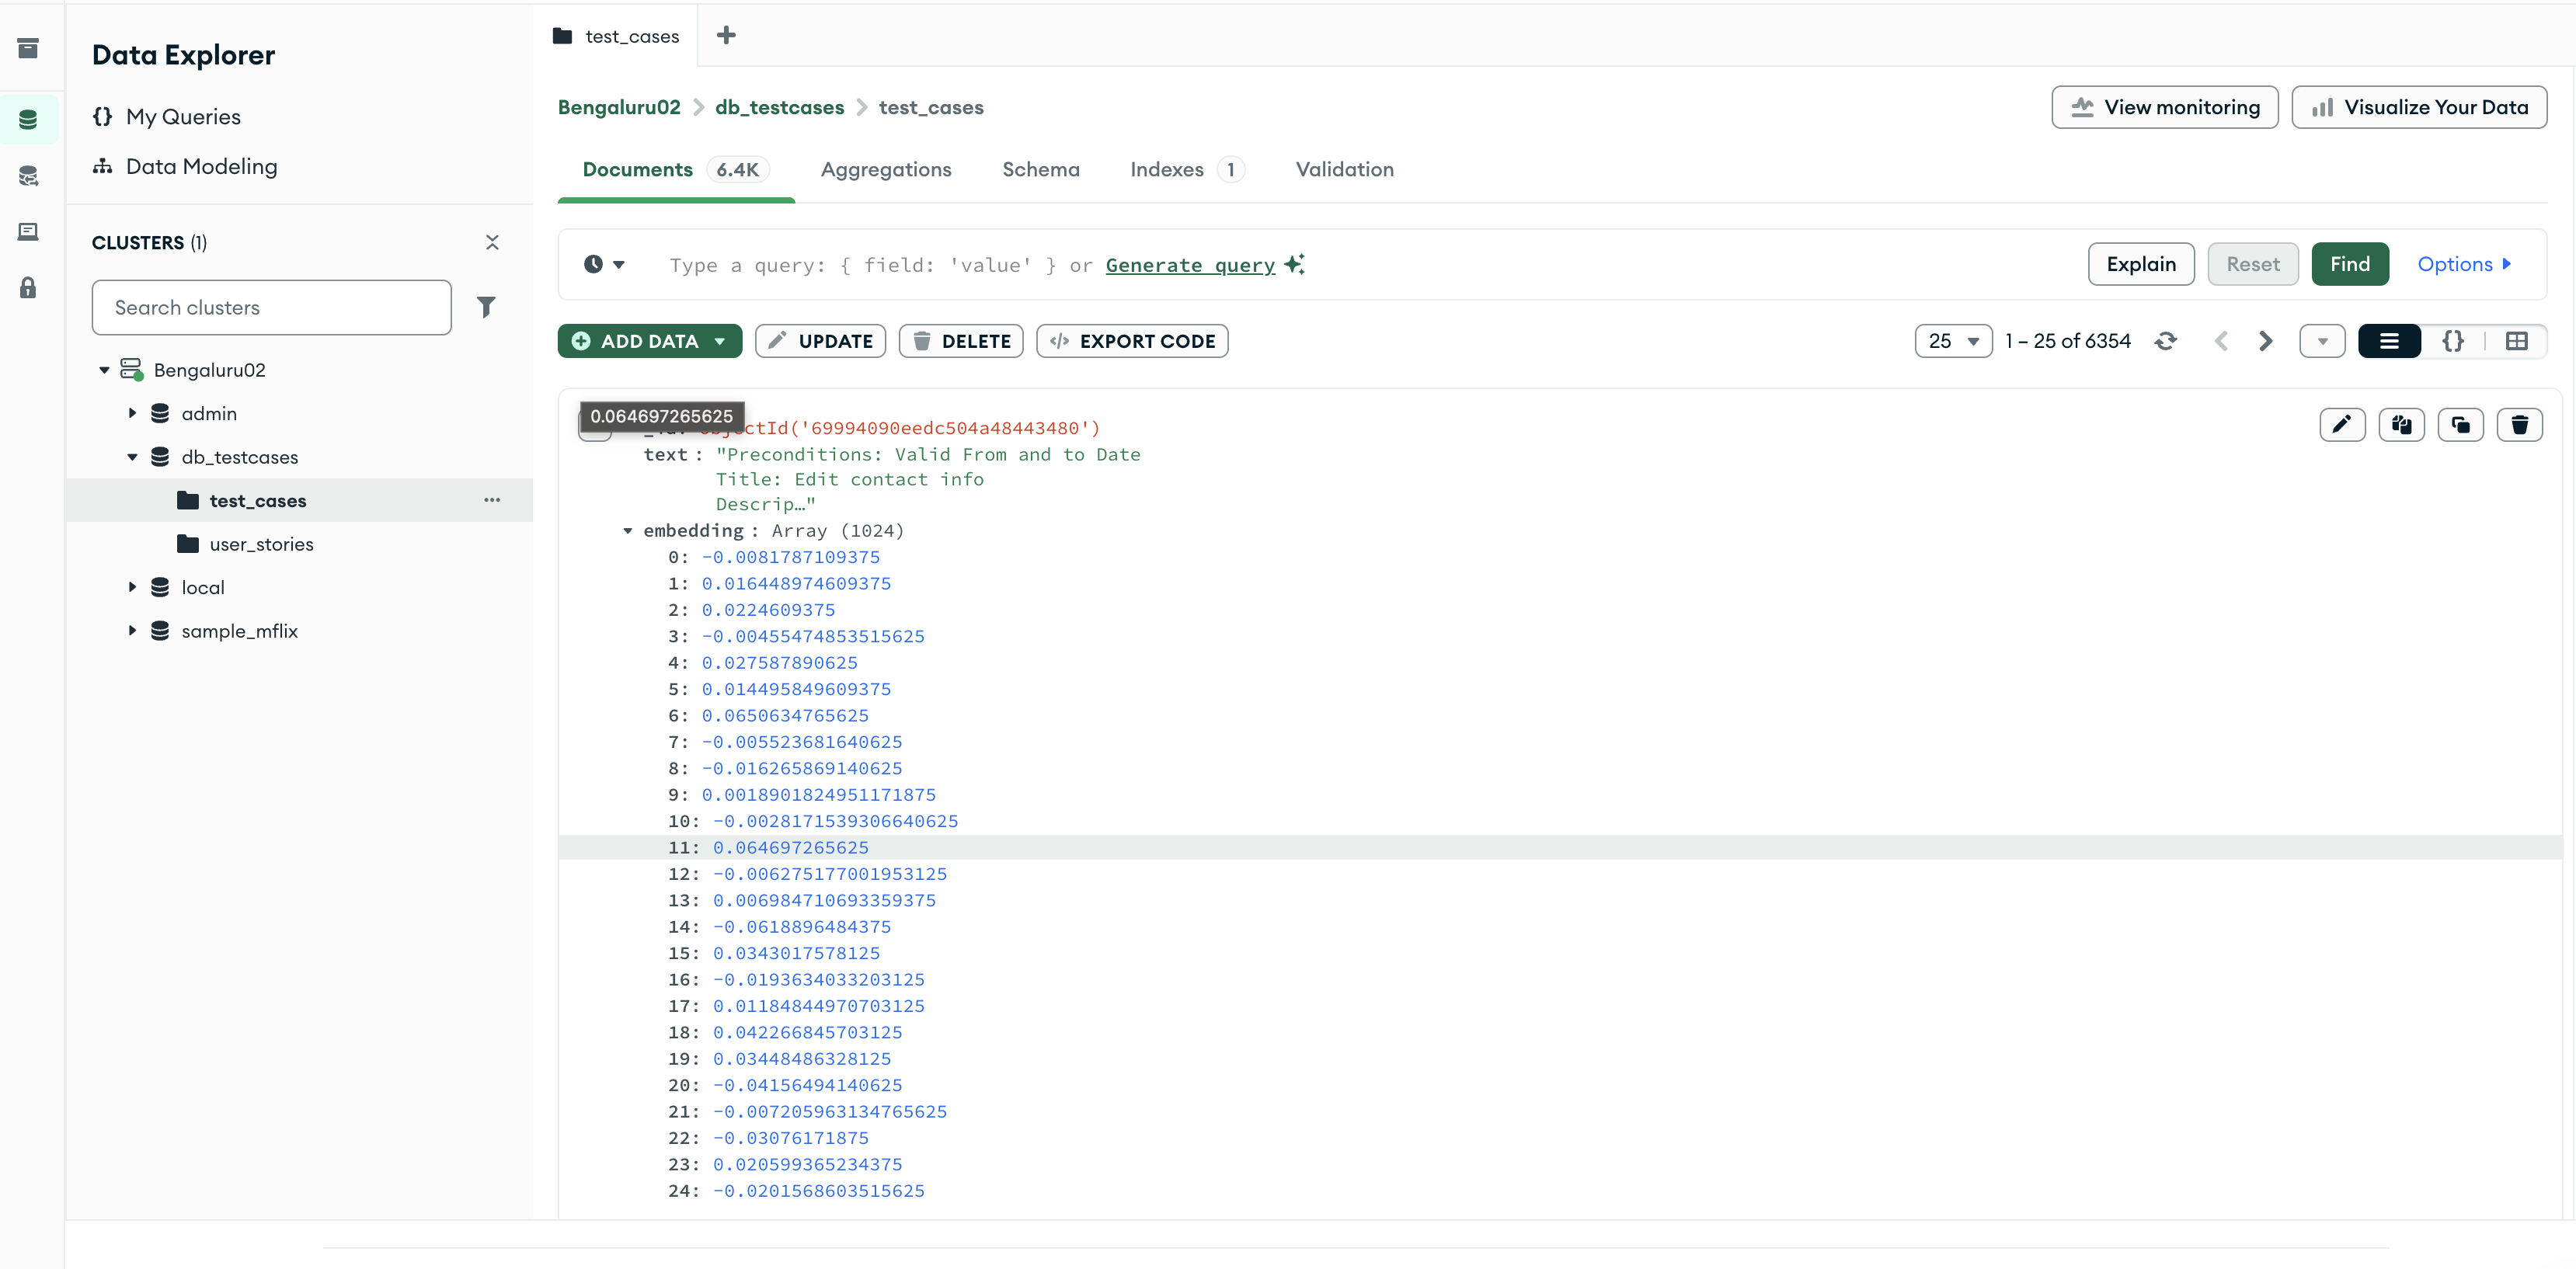 Data Explorer
My Queries
Data Modeling
CLUSTERS (1)
Search clusters
Bengaluru02
admin
db_testcases
test_cases
user_stories
local
sample_mflix
test_cases
Bengaluru02 > db_testcases > test_cases
View monitoring
Visualize Your Data
Documents 6.4K Aggregations Schema Indexes 1 Validation
Type a query: { field: 'value' } or Generate query
Explain Reset Find Options
ADD DATA UPDATE DELETE EXPORT CODE
25 1 – 25 of 6354 {}
0.064697265625
ObjectId('69994090eedc504a48443480')
text : "Preconditions: Valid From and to Date
Title: Edit contact info
Descrip…"
embedding : Array (1024)
0: -0.0081787109375
1: 0.016448974609375
2: 0.0224609375
3: -0.00455474853515625
4: 0.027587890625
5: 0.014495849609375
6: 0.0650634765625
7: -0.005523681640625
8: -0.016265869140625
9: 0.0018901824951171875
10: -0.0028171539306640625
11: 0.064697265625
12: -0.006275177001953125
13: 0.006984710693359375
14: -0.0618896484375
15: 0.0343017578125
16: -0.0193634033203125
17: 0.01184844970703125
18: 0.042266845703125
19: 0.03448486328125
20: -0.04156494140625
21: -0.007205963134765625
22: -0.03076171875
23: 0.020599365234375
24: -0.0201568603515625